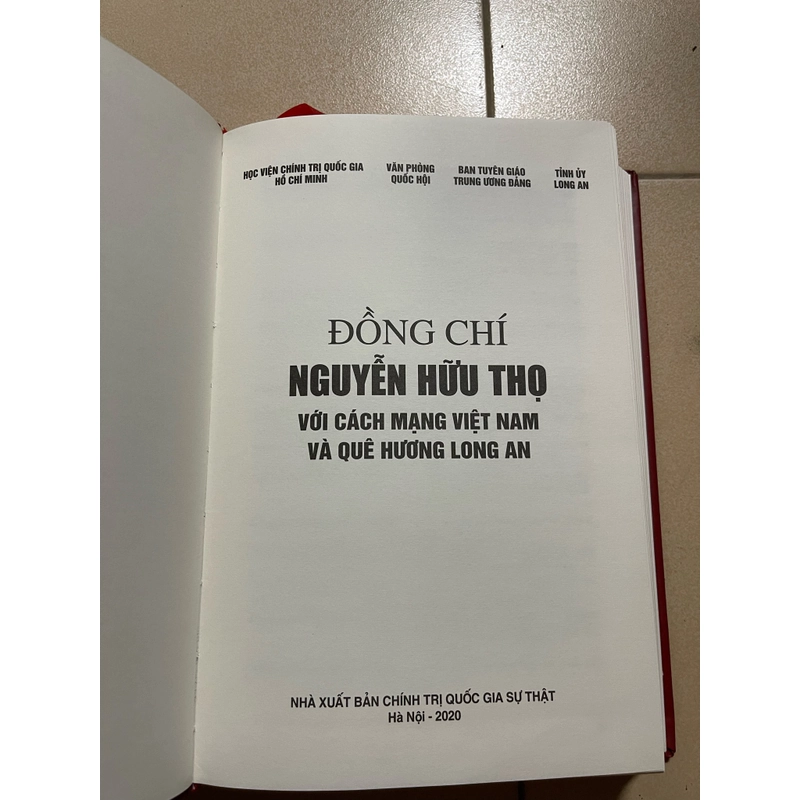 HỌC VIỆN CHÍNH TRỊ QUỐC GIA
HỒ CHÍ MINH
VĂN PHÒNG
QUỐC HỘI
BAN TUYÊN GIÁO
TRUNG ƯƠNG ĐẢNG
TỈNH ỦY
LONG AN
ĐỒNG CHÍ
NGUYỄN HỮU THỌ
VỚI CÁCH MẠNG VIỆT NAM
VÀ QUÊ HƯƠNG LONG AN
NHÀ XUẤT BẢN CHÍNH TRỊ QUỐC GIA SỰ THẬT
Hà Nội - 2020